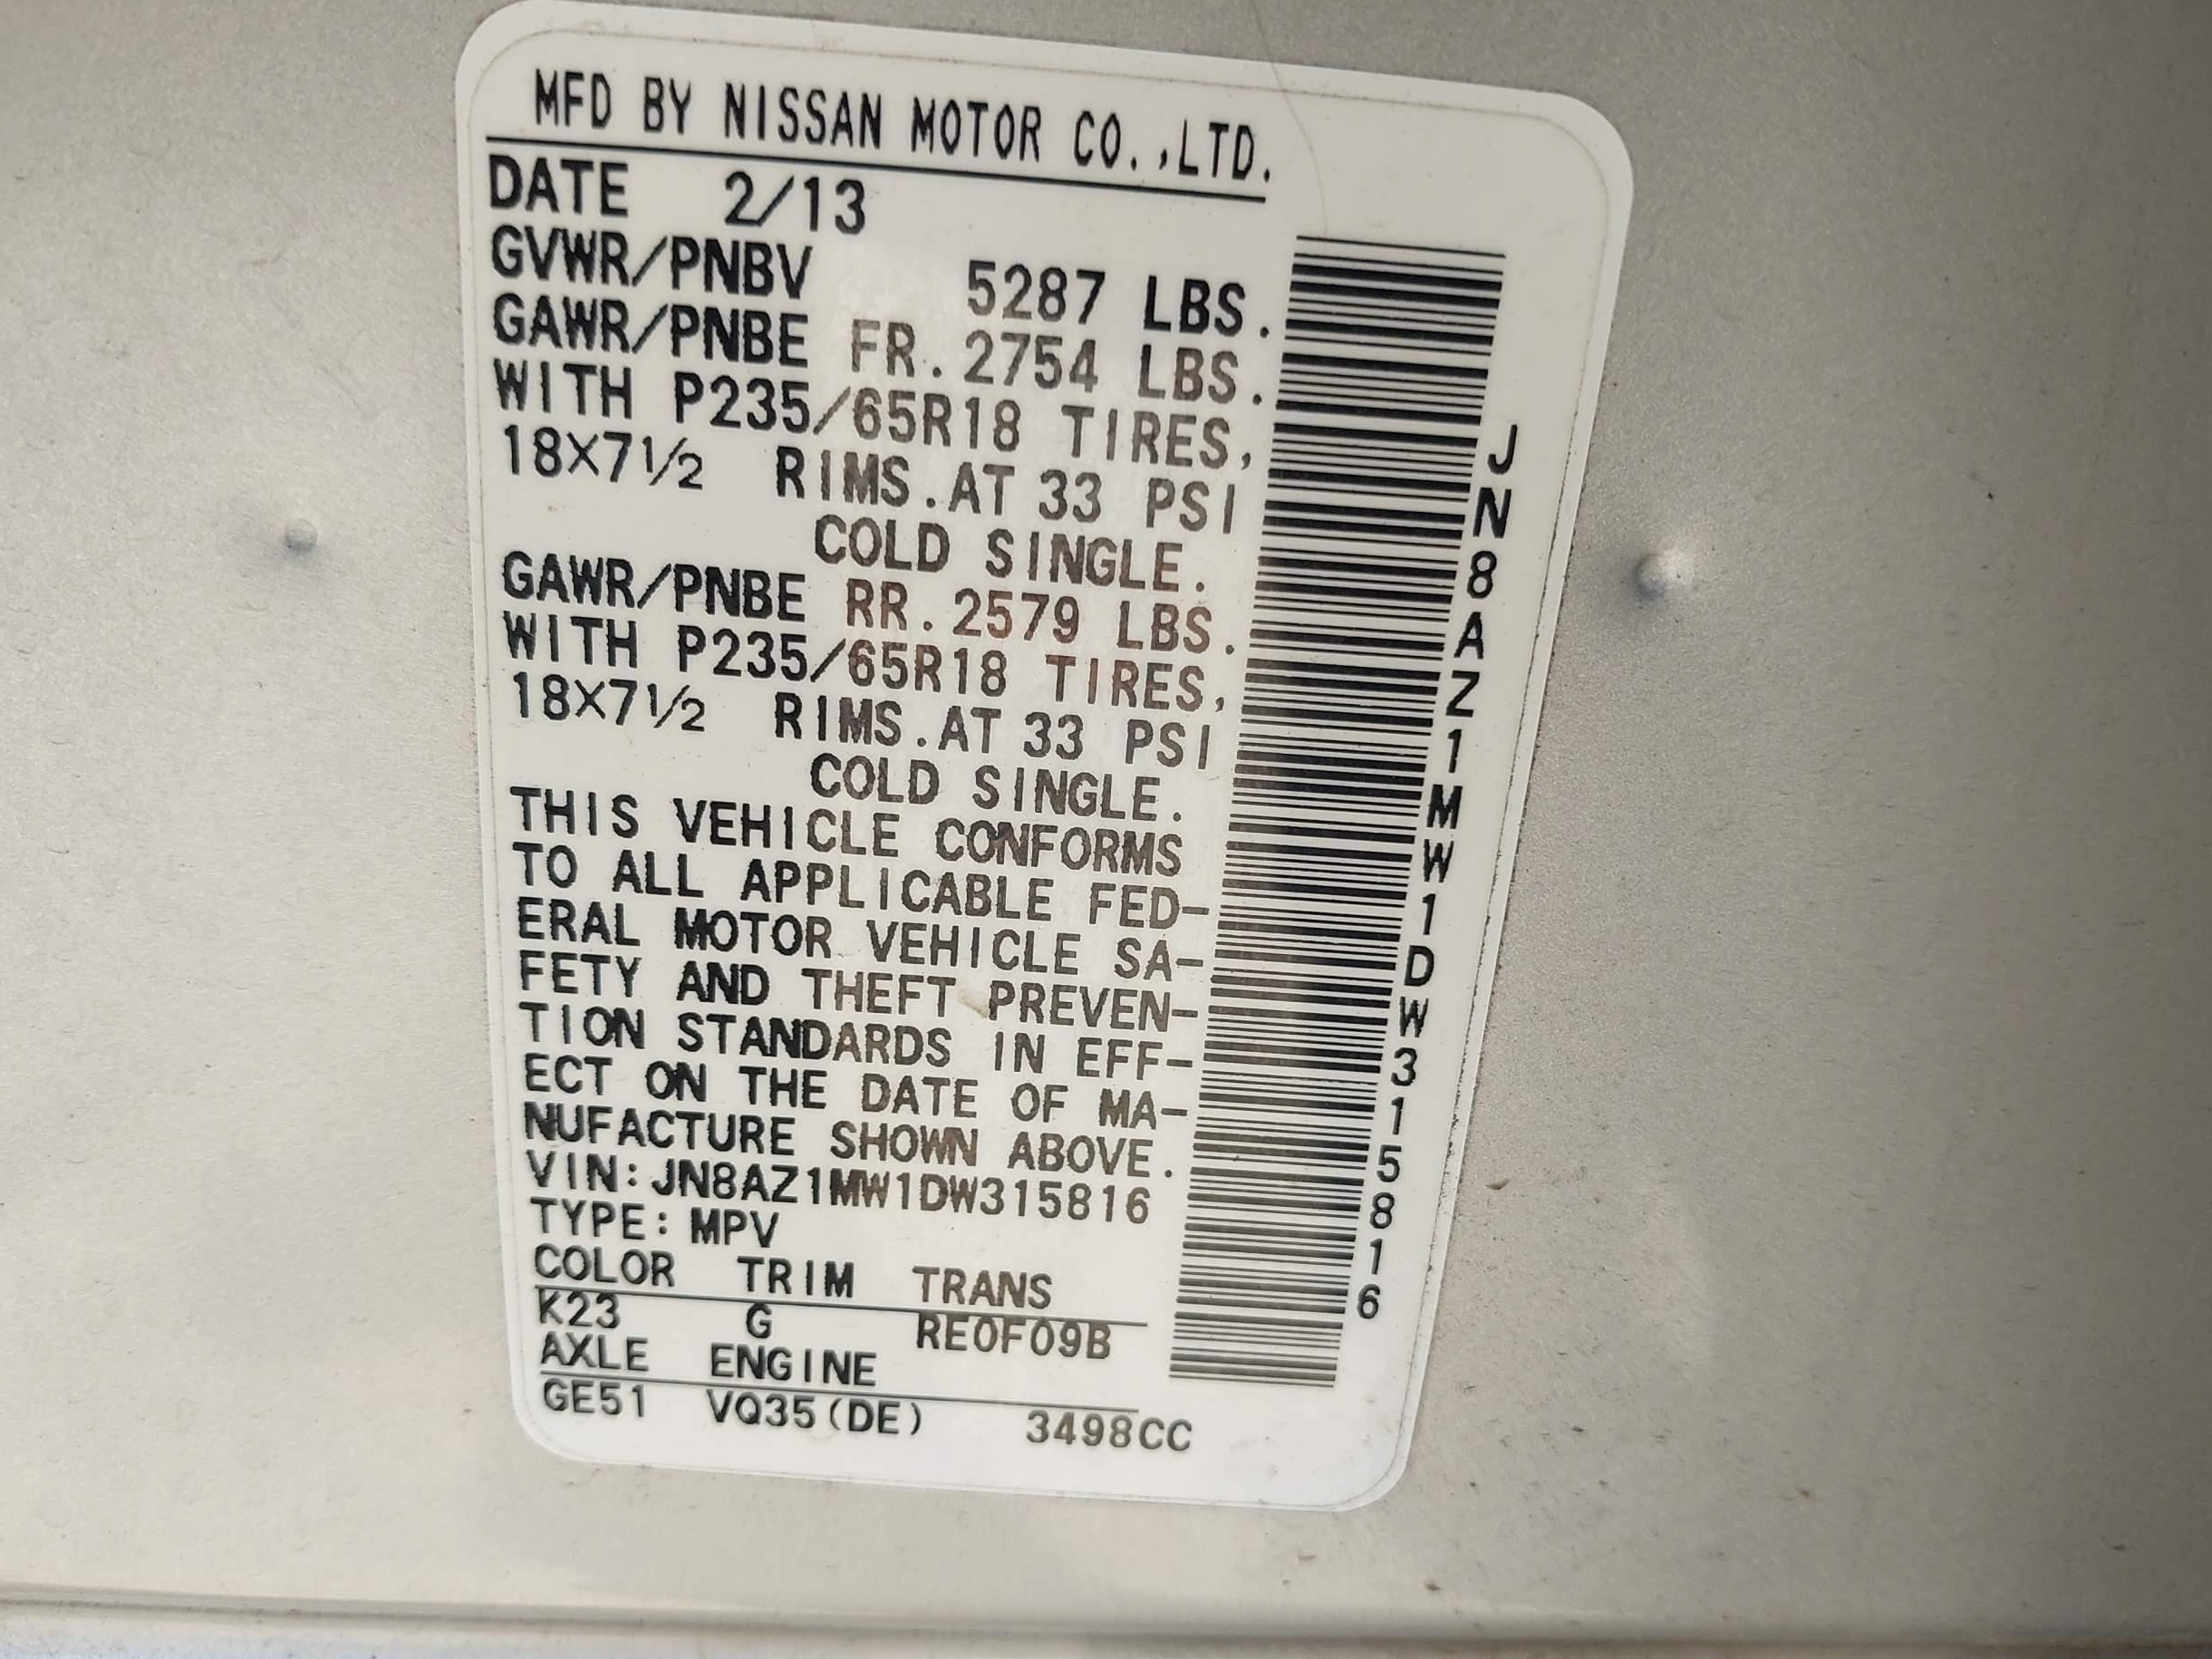 MFD BY NISSAN MOTOR CO.,LTD.
DATE 2/13
GVWR/PNBV 5287 LBS.
GAWR/PNBE FR. 2754 LBS.
WITH P235/65R18 TIRES,
18X7½ RIMS.AT 33 PSI
COLD SINGLE.
GAWR/PNBE RR. 2579 LBS.
WITH P235/65R18 TIRES,
18X7½ RIMS.AT 33 PSI
COLD SINGLE.
THIS VEHICLE CONFORMS
TO ALL APPLICABLE FED-
ERAL MOTOR VEHICLE SA-
FETY AND THEFT PREVEN-
TION STANDARDS IN EFF-
ECT ON THE DATE OF MA-
NUFACTURE SHOWN ABOVE.
VIN:JN8AZ1MW1DW315816
TYPE:MPV
COLOR TRIM TRANS
K23 G RE0F09B
AXLE ENGINE
GE51 VQ35(DE) 3498CC
JN8AZ1MW1DW315816